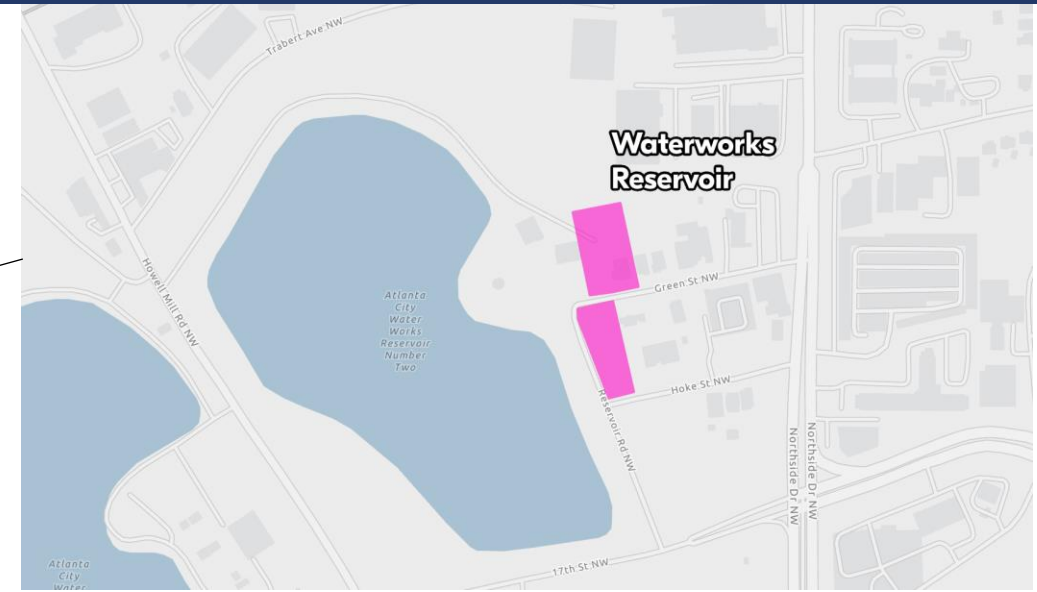 Trabert Ave NW
Waterworks
Reservoir
Green St NW
Howell Mill Rd NW
Atlanta
City
Water
Works
Reservoir
Number
Two
Hoke St NW
Reservoir Rd NW
Northside Dr NW
Northside Dr NW
17th St NW
Atlanta
City
Water